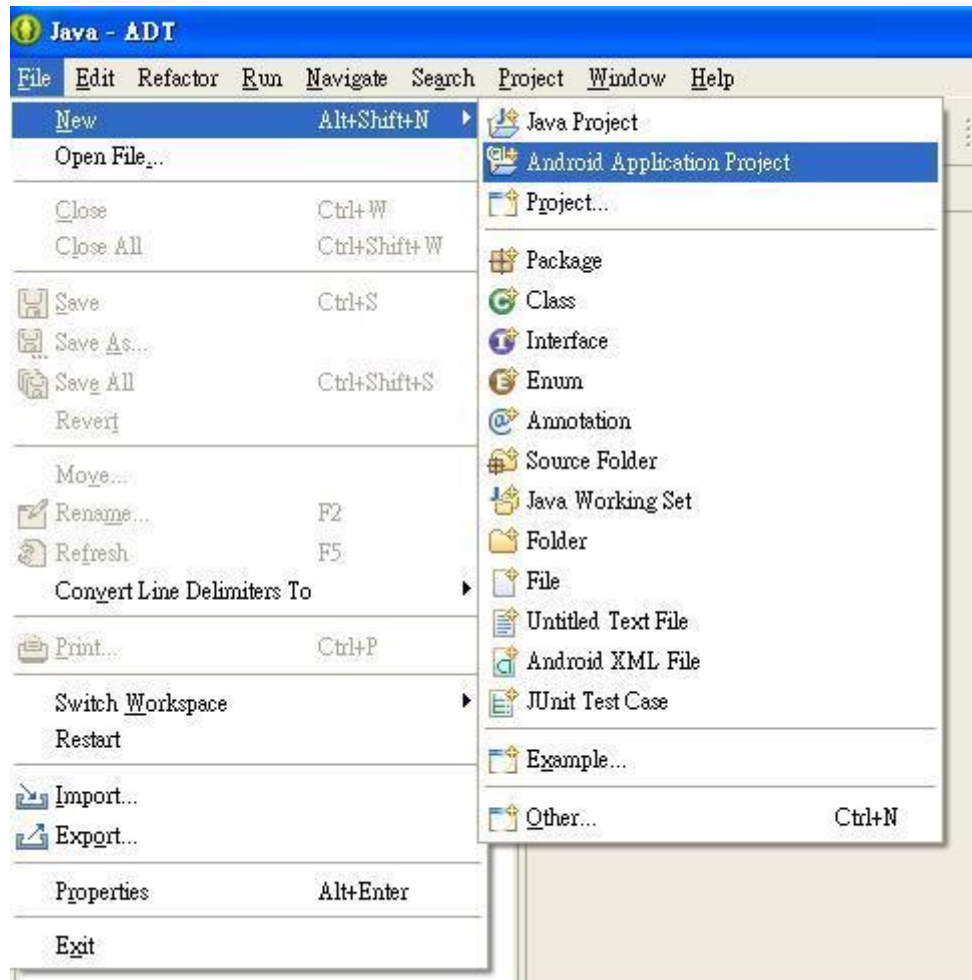 Java - ADT
File Edit Refactor Run Navigate Search Project Window Help
New Alt+Shift+N
Open File...
Close Ctrl+W
Close All Ctrl+Shift+W
Save Ctrl+S
Save As...
Save All Ctrl+Shift+S
Revert
Move...
Rename... F2
Refresh F5
Convert Line Delimiters To
Print... Ctrl+P
Switch Workspace
Restart
Import...
Export...
Properties Alt+Enter
Exit
Java Project
Android Application Project
Project...
Package
Class
Interface
Enum
Annotation
Source Folder
Java Working Set
Folder
File
Untitled Text File
Android XML File
JUnit Test Case
Example...
Other... Ctrl+N